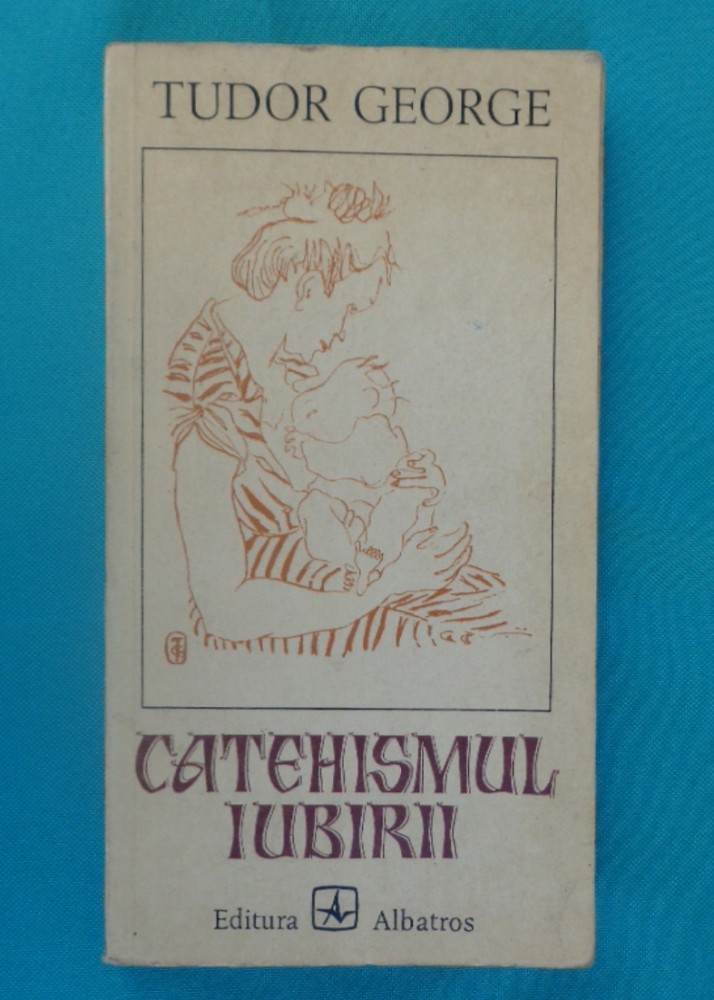 TUDOR GEORGE
CATEHISMUL
IUBIRII
Editura Albatros